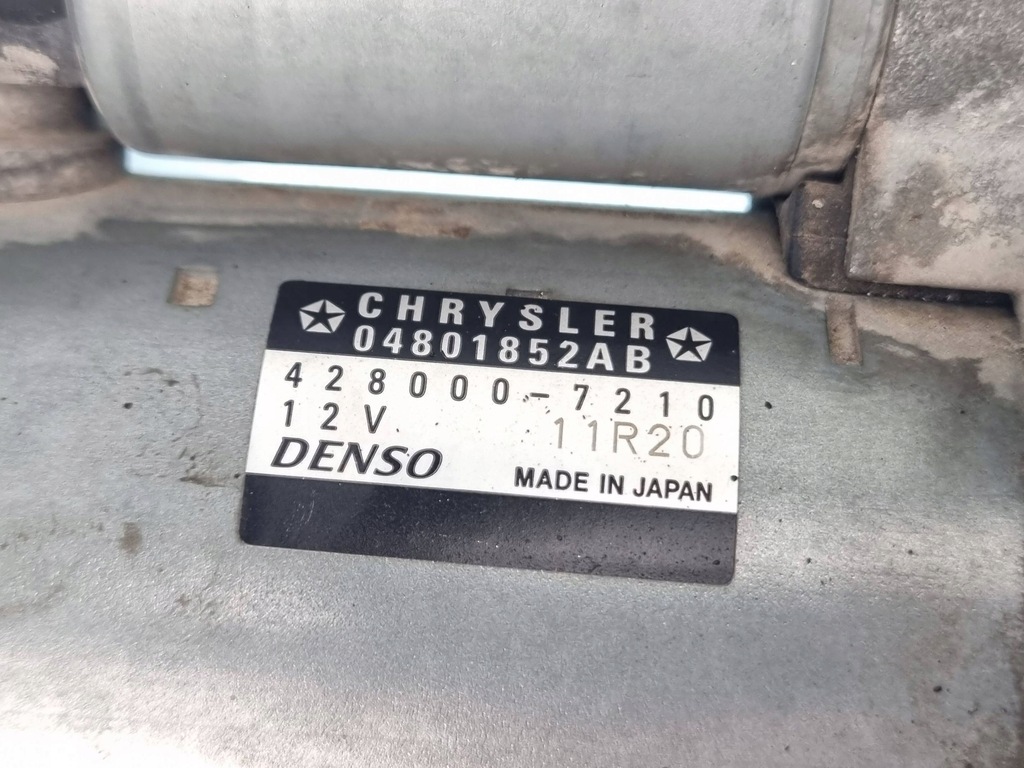 CHRYSLER
04801852AB
428000-7210
12V 11R20
DENSO MADE IN JAPAN